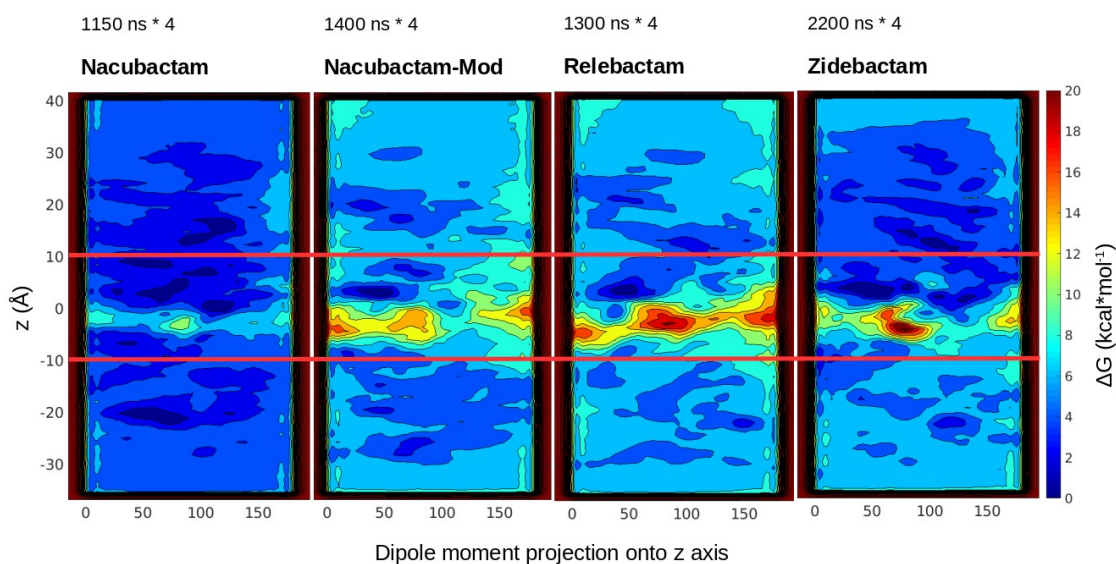 1150 ns * 4
1400 ns * 4
1300 ns * 4
2200 ns * 4
Nacubactam
Nacubactam-Mod
Relebactam
Zidebactam
40
30
20
10
0
-10
-20
-30
z (Å)
0 50 100 150
0 50 100 150
0 50 100 150
0 50 100 150
20
18
16
14
12
10
8
6
4
2
0
ΔG (kcal*mol⁻¹)
Dipole moment projection onto z axis